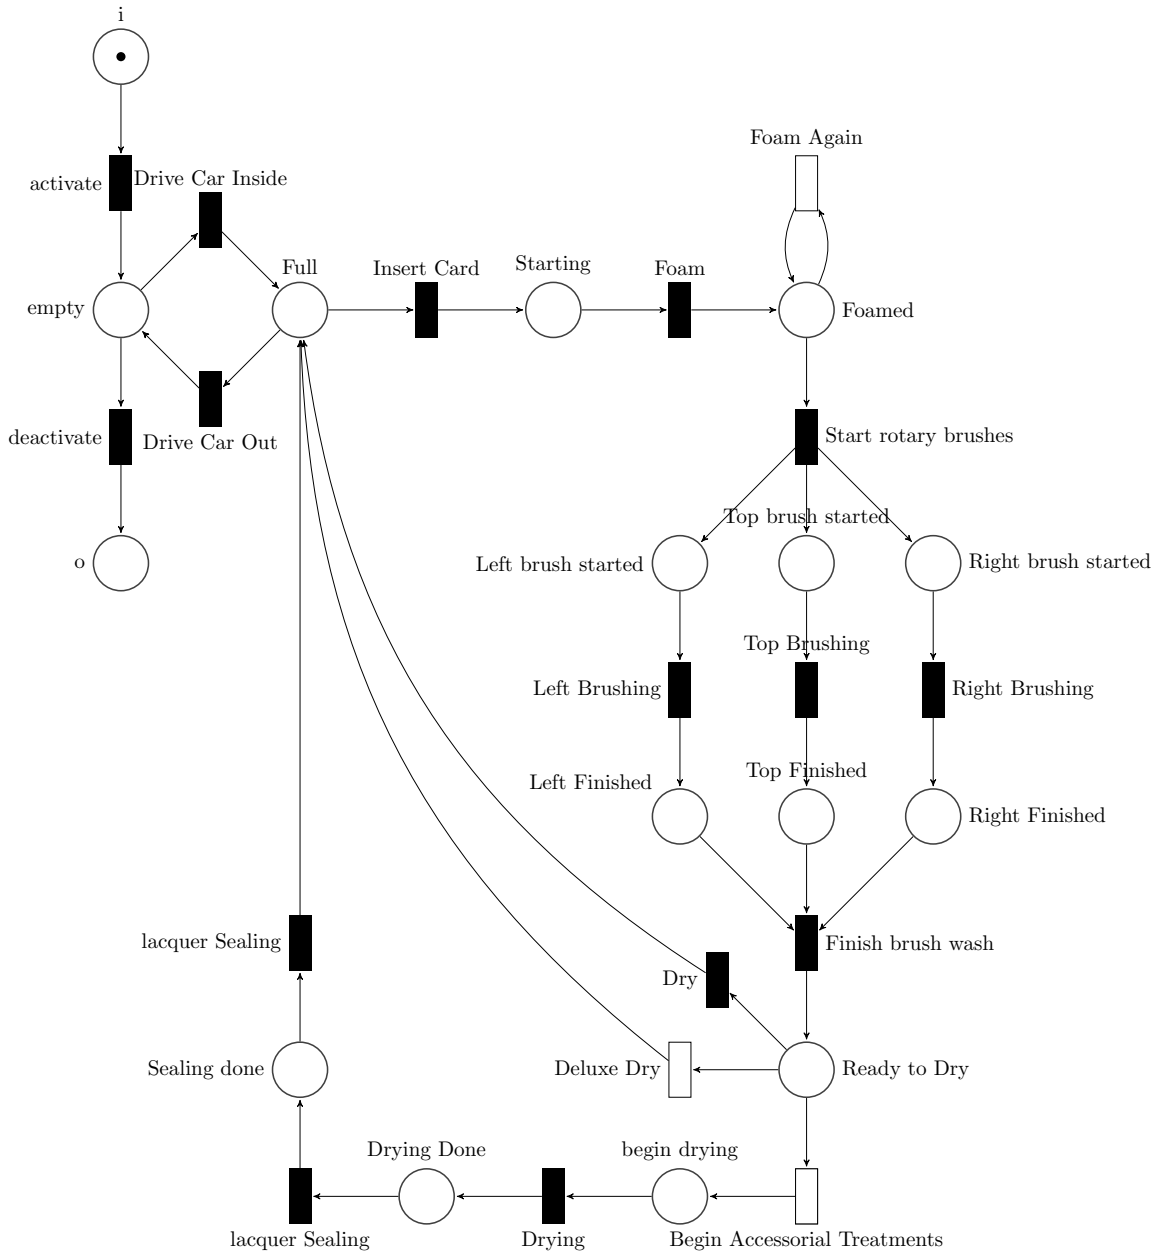 i
Foam Again
activate
Drive Car Inside
Full
Insert Card
Starting
Foam
empty
Foamed
deactivate
Drive Car Out
Start rotary brushes
Top brush started
o
Left brush started
Right brush started
Top Brushing
Left Brushing
Right Brushing
Top Finished
Left Finished
Right Finished
lacquer Sealing
Finish brush wash
Dry
Sealing done
Deluxe Dry
Ready to Dry
Drying Done
begin drying
lacquer Sealing
Drying
Begin Accessorial Treatments